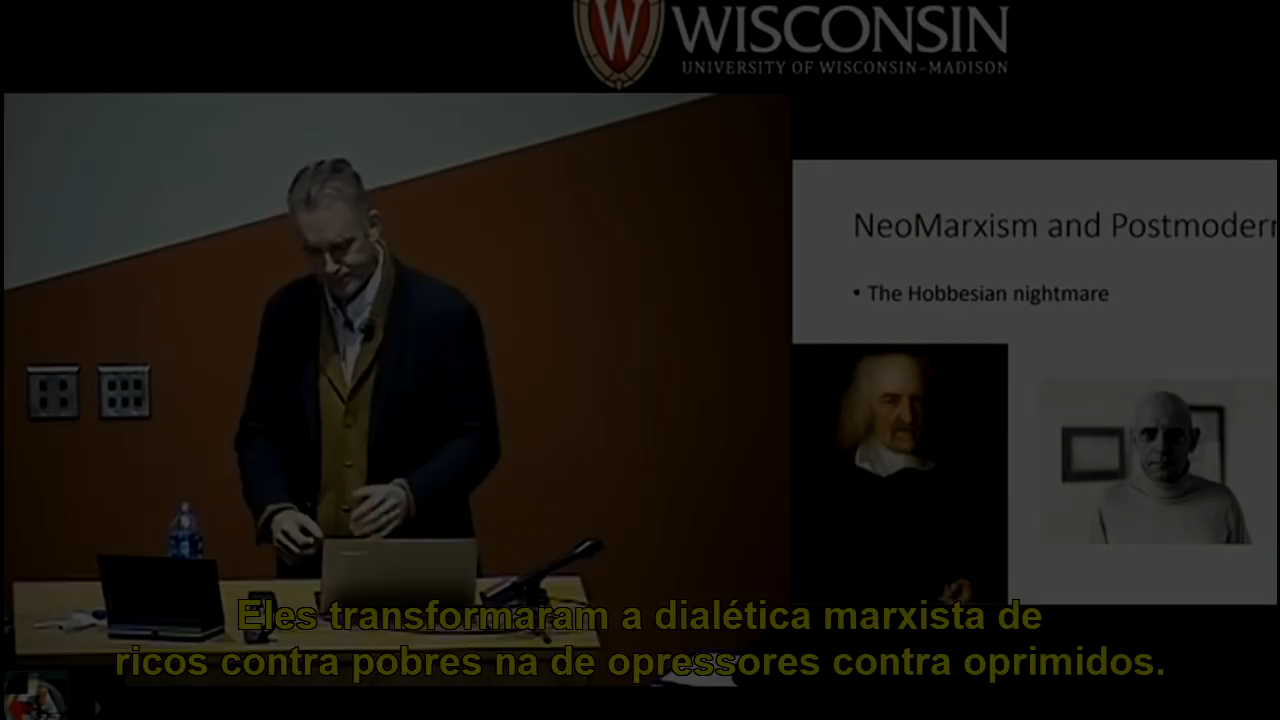 WISCONSIN
UNIVERSITY OF WISCONSIN–MADISON
NeoMarxism and Postmodern
• The Hobbesian nightmare
Eles transformaram a dialética marxista de
ricos contra pobres na de opressores contra oprimidos.